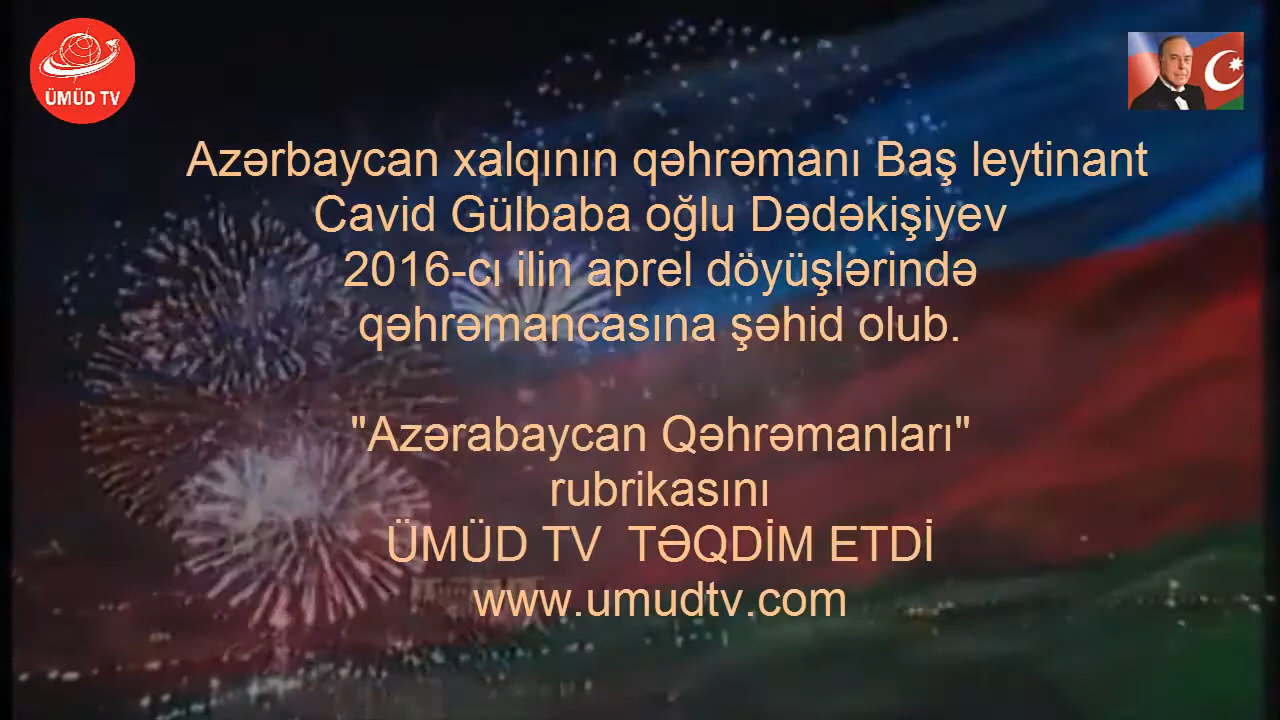 ÜMÜD TV
Azərbaycan xalqının qəhrəmanı Baş leytinant
Cavid Gülbaba oğlu Dədəkişiyev
2016-cı ilin aprel döyüşlərində
qəhrəmancasına şəhid olub.
"Azərabaycan Qəhrəmanları"
rubrikasını
ÜMÜD TV  TƏQDİM ETDİ
www.umudtv.com